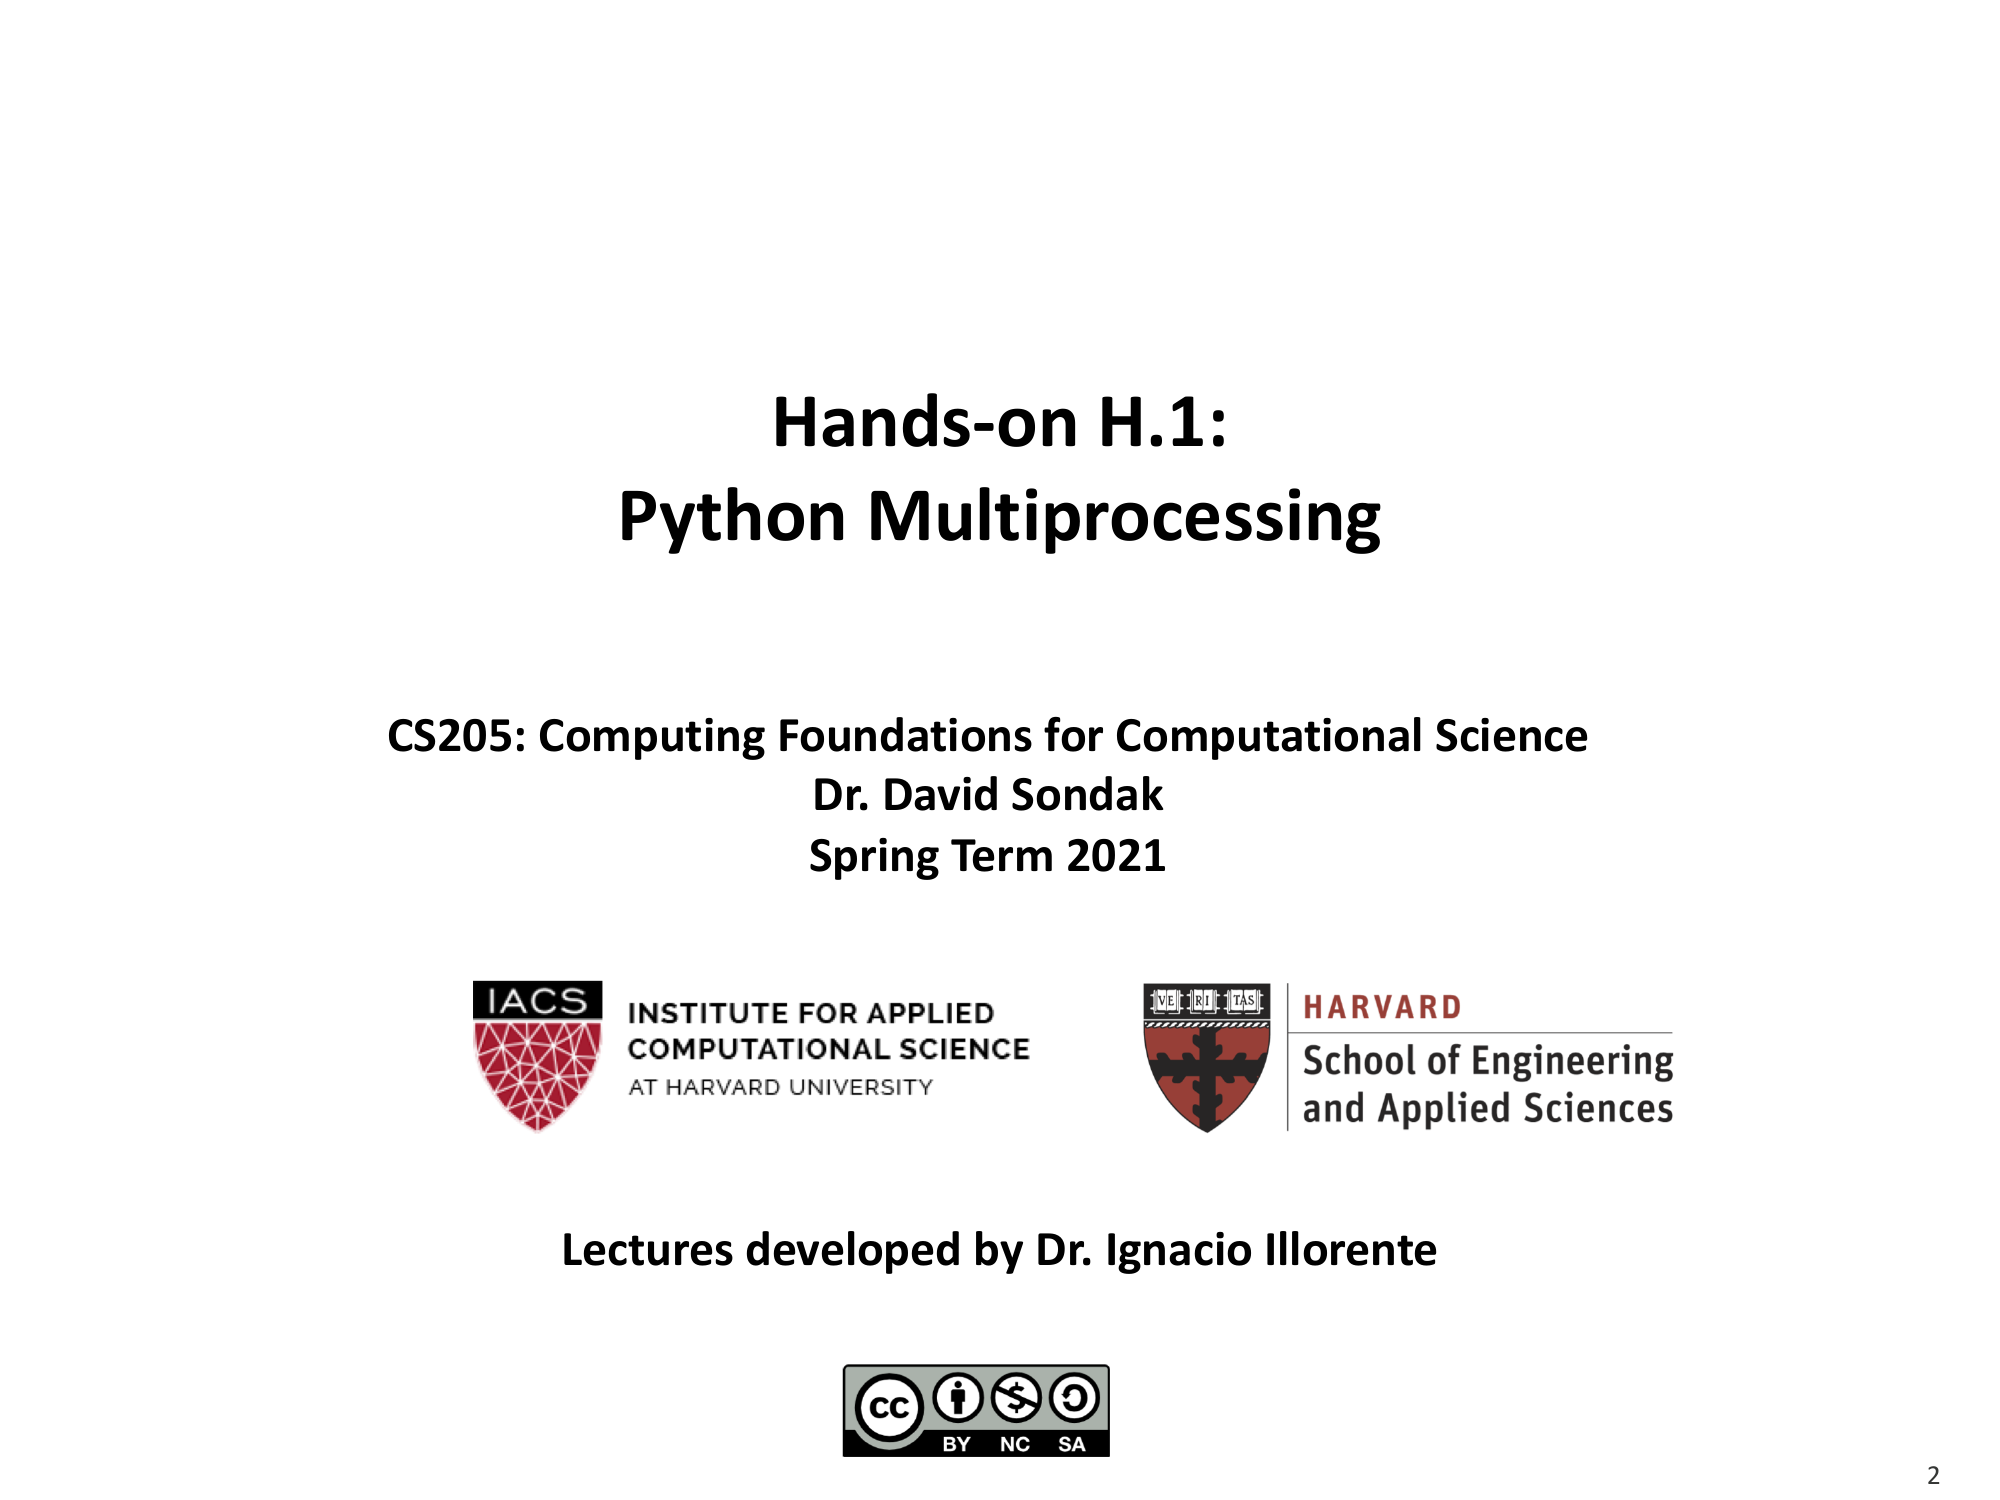 Hands-on H.1:
Python Multiprocessing
CS205: Computing Foundations for Computational Science
Dr. David Sondak
Spring Term 2021
IACS
INSTITUTE FOR APPLIED
COMPUTATIONAL SCIENCE
AT HARVARD UNIVERSITY
VE RI TAS
HARVARD
School of Engineering
and Applied Sciences
Lectures developed by Dr. Ignacio Illorente
cc
BY NC SA
2